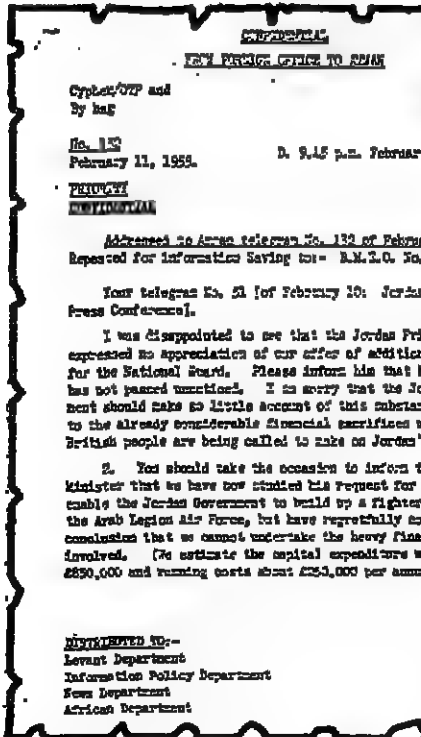 CONFIDENTIAL
FROM FOREIGN OFFICE TO AMMAN
Cypher/OTP and
By bag
No. 132
February 11, 1955. D. 9.45 p.m. Februar
PRIORITY
CONFIDENTIAL
Addressed to Amman telegram No. 132 of Februa
Repeated for information Saving to:- B.M.E.O. No.
Your telegram No. 51 [of February 10: Jorda
Press Conference].
I was disappointed to see that the Jordan Pri
expressed no appreciation of our offer of addition
for the National Guard. Please inform him that
has not passed unnoticed. I am sorry that the Jo
ment should make so little account of this substan
to the already considerable financial sacrifices
British people are being called to make on Jordan'
2. You should take the occasion to inform
Minister that we have now studied his request for
enable the Jordan Government to build up a fighter
the Arab Legion Air Force, but have regretfully
conclusion that we cannot undertake the heavy fina
involved. (We estimate the capital expenditure
£850,000 and running costs about £250,000 per annu
DISTRIBUTED TO:-
Levant Department
Information Policy Department
News Department
African Department